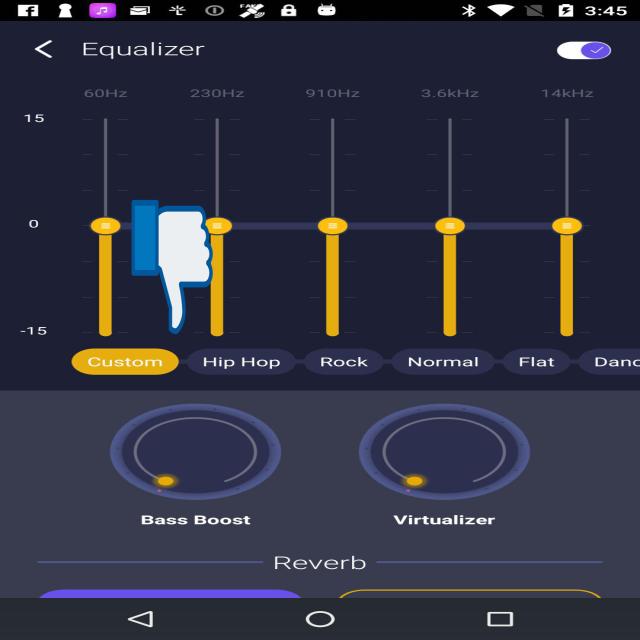 3:45
Equalizer
60Hz 230Hz 910Hz 3.6kHz 14kHz
15
0
-15
Custom Hip Hop Rock Normal Flat Danc
Bass Boost Virtualizer
Reverb